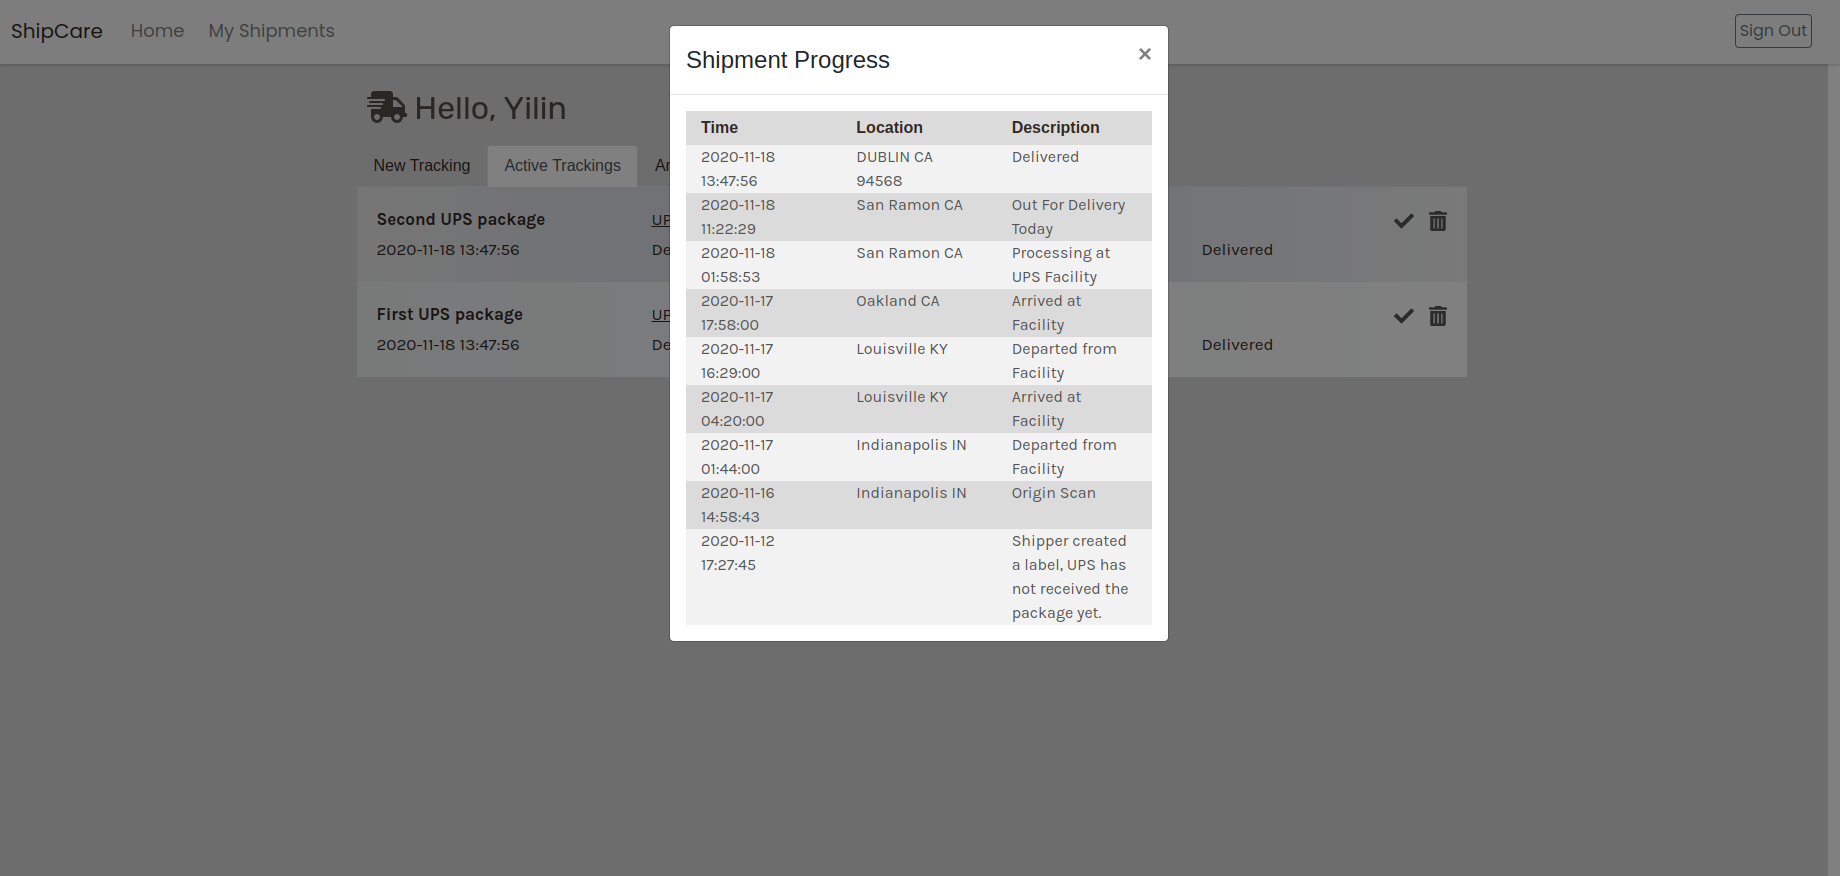 ShipCare Home My Shipments Sign Out
Shipment Progress ×
Hello, Yilin
New Tracking Active Trackings
Second UPS package
2020-11-18 13:47:56 Delivered
First UPS package
2020-11-18 13:47:56 Delivered
Time Location Description
2020-11-18 DUBLIN CA Delivered
13:47:56 94568
2020-11-18 San Ramon CA Out For Delivery
11:22:29 Today
2020-11-18 San Ramon CA Processing at
01:58:53 UPS Facility
2020-11-17 Oakland CA Arrived at
17:58:00 Facility
2020-11-17 Louisville KY Departed from
16:29:00 Facility
2020-11-17 Louisville KY Arrived at
04:20:00 Facility
2020-11-17 Indianapolis IN Departed from
01:44:00 Facility
2020-11-16 Indianapolis IN Origin Scan
14:58:43
2020-11-12 Shipper created
17:27:45 a label, UPS has
not received the
package yet.